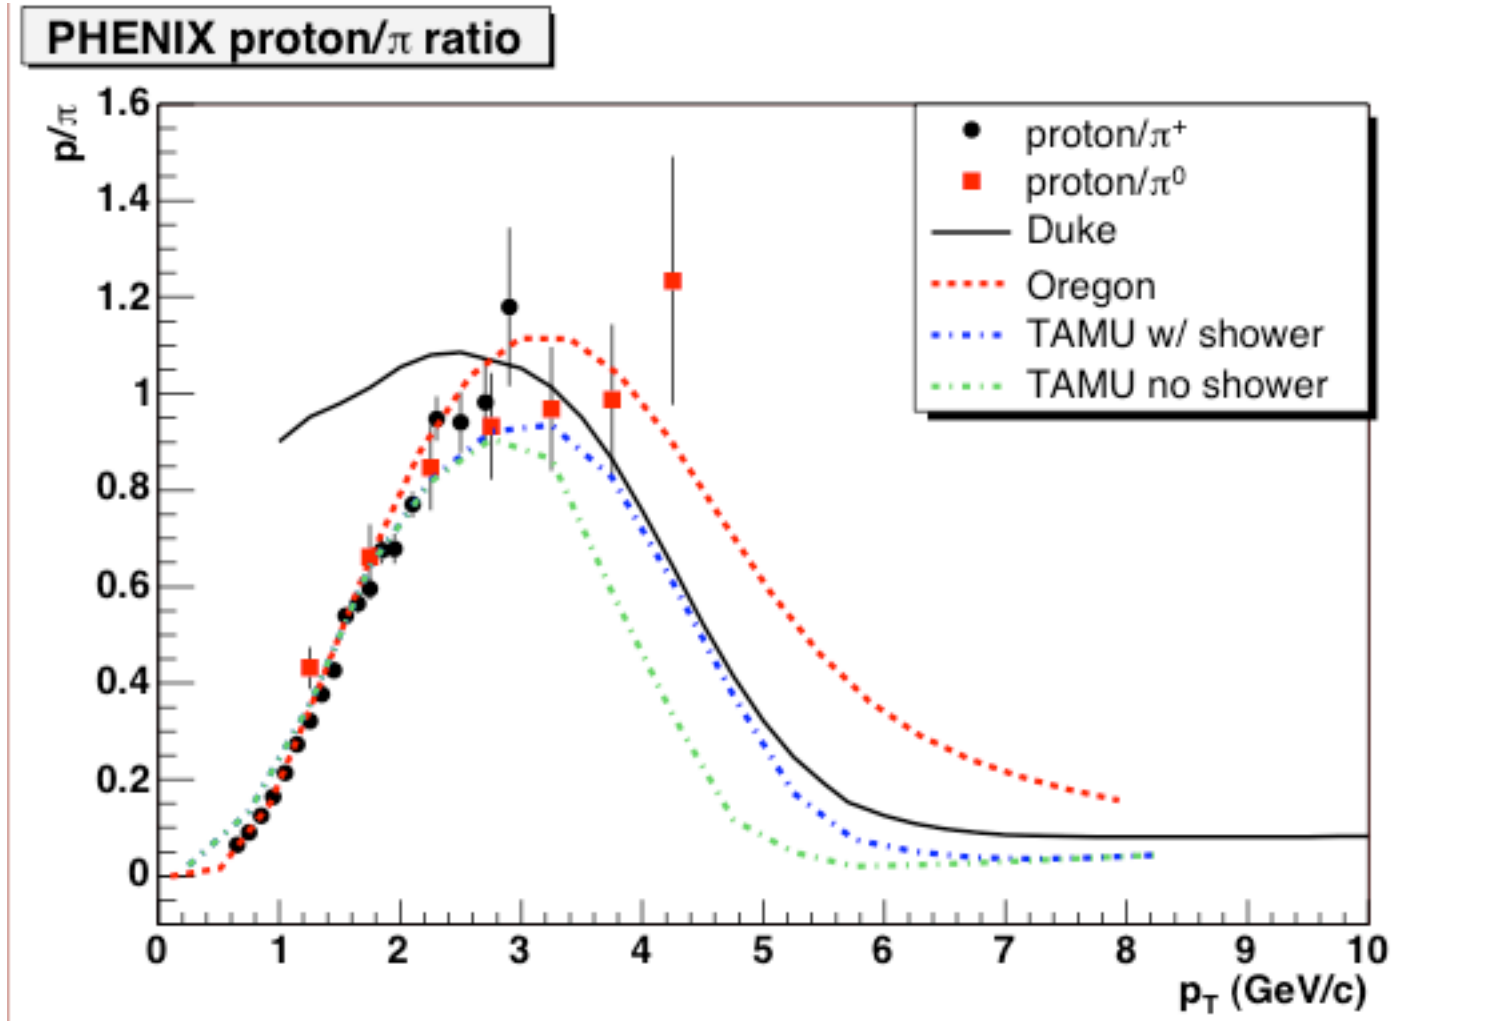 PHENIX proton/π ratio
p/π
1.6
1.4
1.2
1
0.8
0.6
0.4
0.2
0
proton/π⁺
proton/π⁰
Duke
Oregon
TAMU w/ shower
TAMU no shower
0 1 2 3 4 5 6 7 8 9 10
p_T (GeV/c)